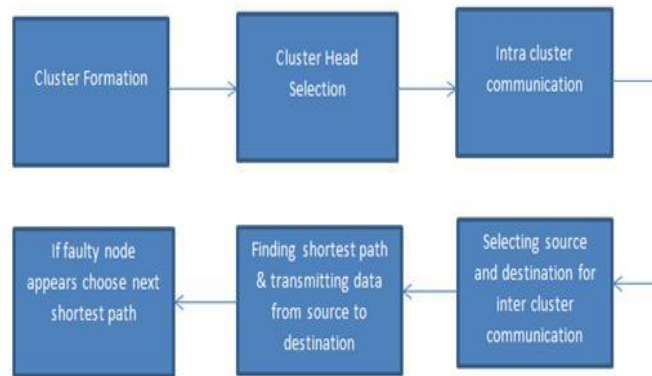 Cluster Formation
Cluster Head
Selection
Intra cluster
communication
Selecting source
and destination for
inter cluster
communication
Finding shortest path
& transmitting data
from source to
destination
If faulty node
appears choose next
shortest path